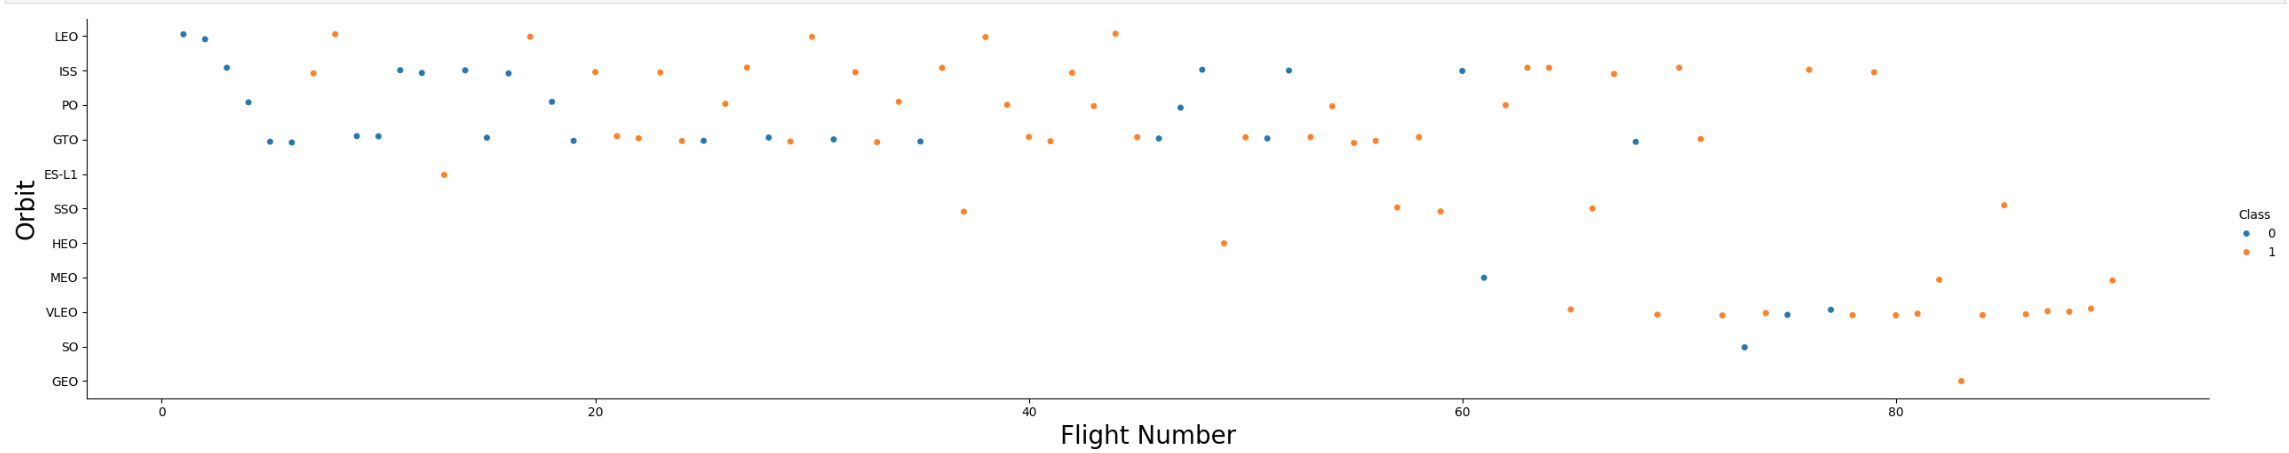 LEO
ISS
PO
GTO
ES-L1
SSO
HEO
MEO
VLEO
SO
GEO
Orbit
0 20 40 60 80
Flight Number
Class
0
1